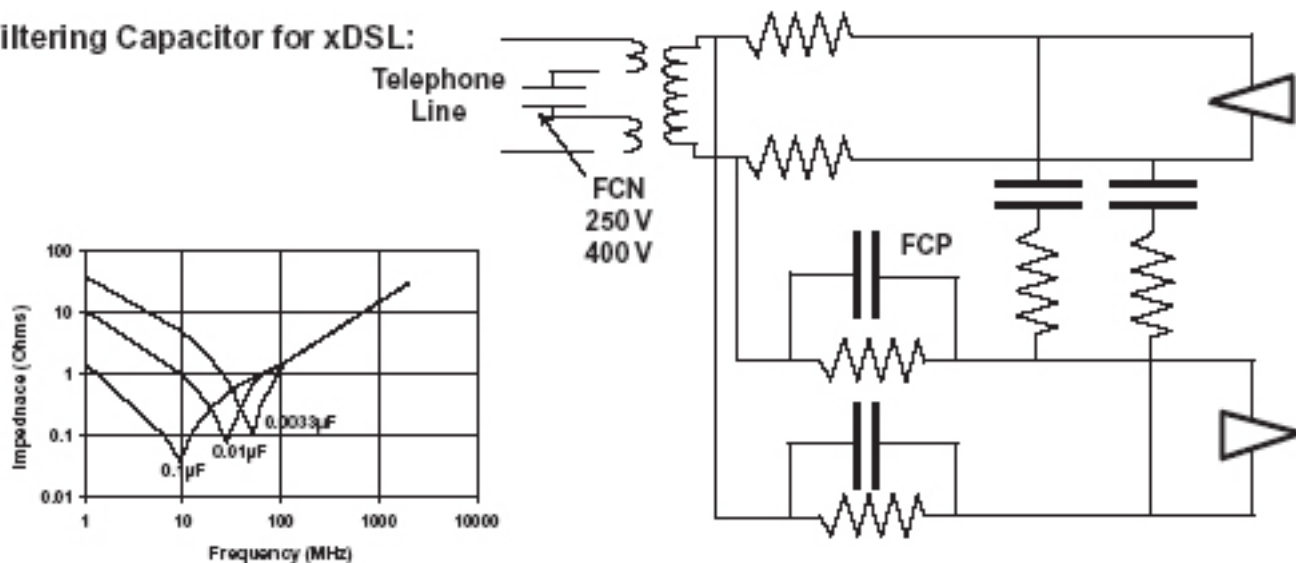 iltering Capacitor for xDSL:
Telephone
Line
FCN
250 V
400 V
FCP
Impednace (Ohms)
100
10
1
0.1
0.01
0.1µF
0.01µF
0.0033µF
1
10
100
1000
10000
Frequency (MHz)